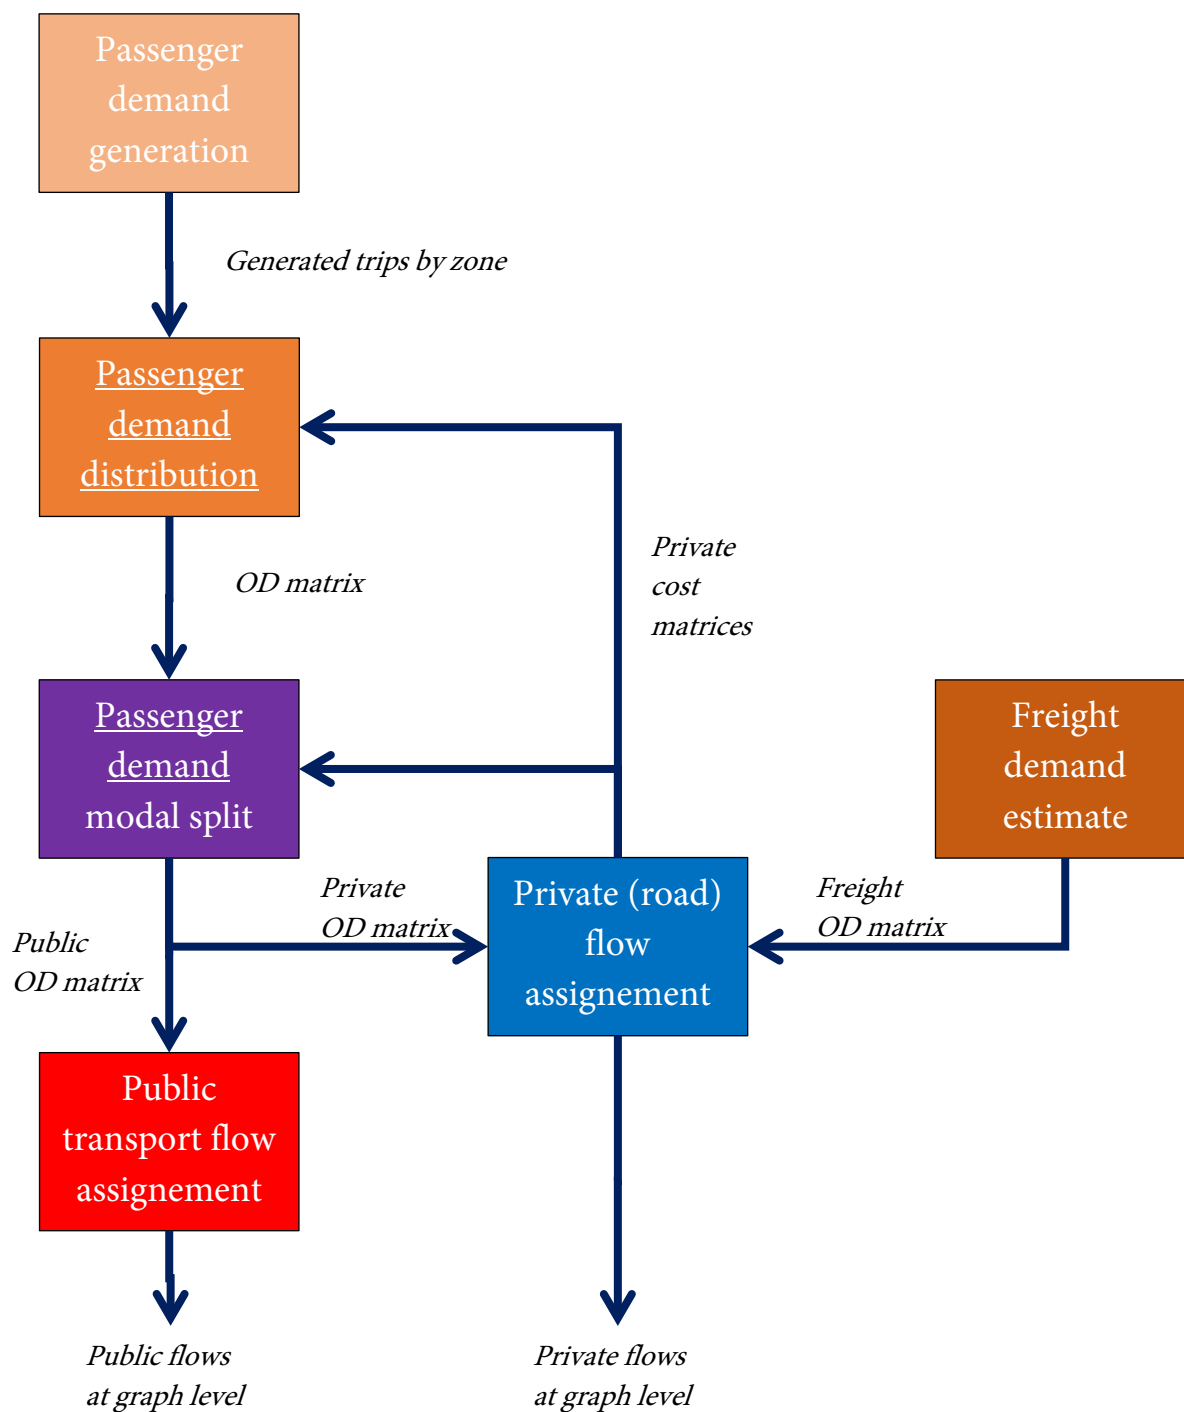 Passenger
demand
generation
Generated trips by zone
Passenger
demand
distribution
Private
cost
matrices
OD matrix
Passenger
demand
modal split
Freight
demand
estimate
Private
OD matrix
Freight
OD matrix
Public
OD matrix
Private (road)
flow
assignement
Public
transport flow
assignement
Public flows
at graph level
Private flows
at graph level